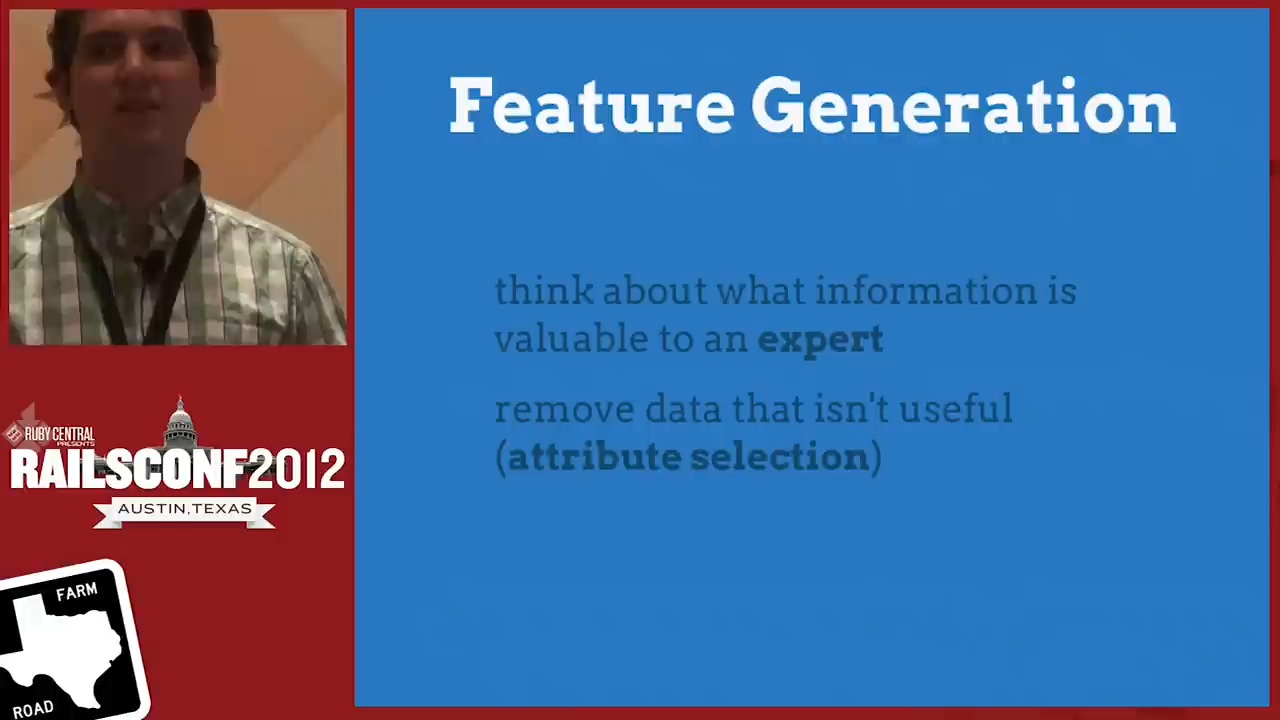 Feature Generation
think about what information is
valuable to an expert
remove data that isn't useful
(attribute selection)
RUBY CENTRAL
PRESENTS
RAILSCONF2012
AUSTIN, TEXAS
FARM
ROAD